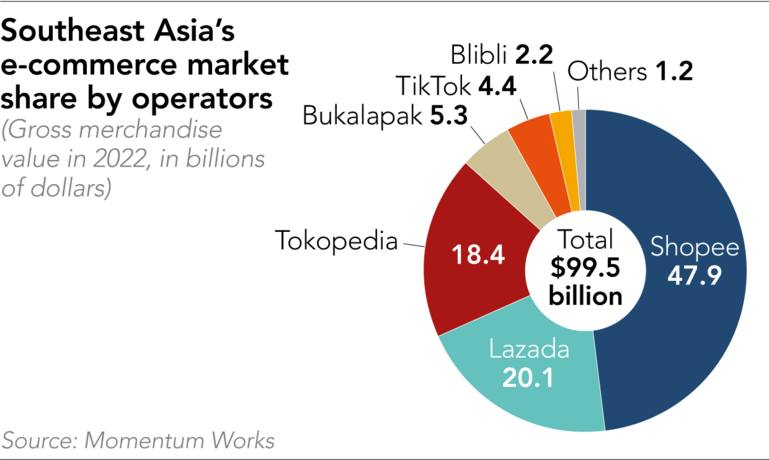 Southeast Asia's
e-commerce market
share by operators
(Gross merchandise
value in 2022, in billions
of dollars)
Blibli 2.2
Others 1.2
TikTok 4.4
Bukalapak 5.3
Tokopedia
18.4
Total
$99.5
billion
Shopee
47.9
Lazada
20.1
Source: Momentum Works